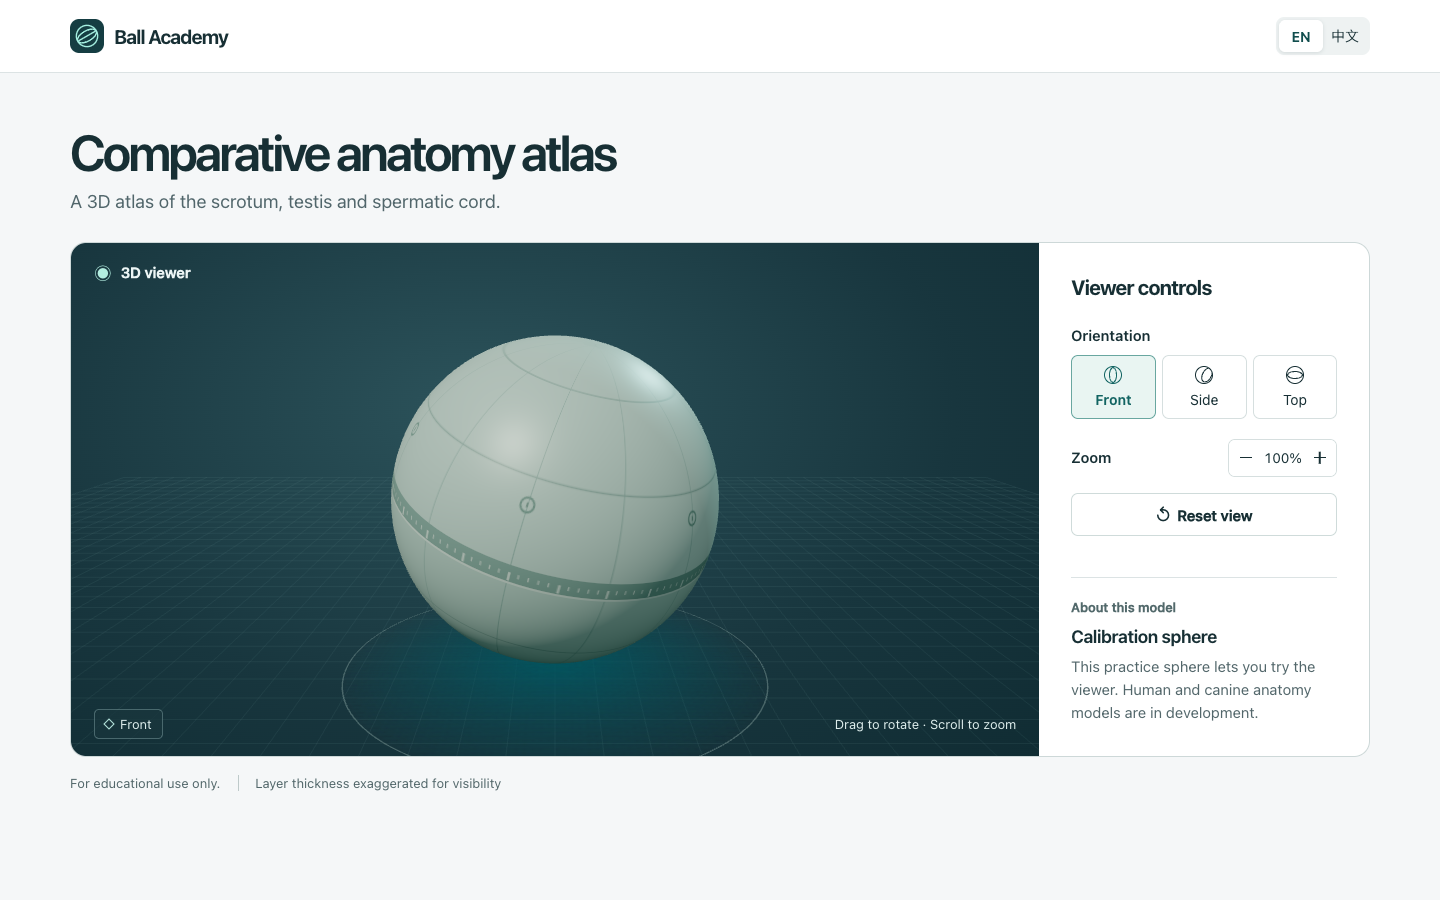 Ball Academy
EN
中文
Comparative anatomy atlas
A 3D atlas of the scrotum, testis and spermatic cord.
3D viewer
Front
Drag to rotate · Scroll to zoom
Viewer controls
Orientation
Front
Side
Top
Zoom
100%
Reset view
About this model
Calibration sphere
This practice sphere lets you try the
viewer. Human and canine anatomy
models are in development.
For educational use only.
Layer thickness exaggerated for visibility